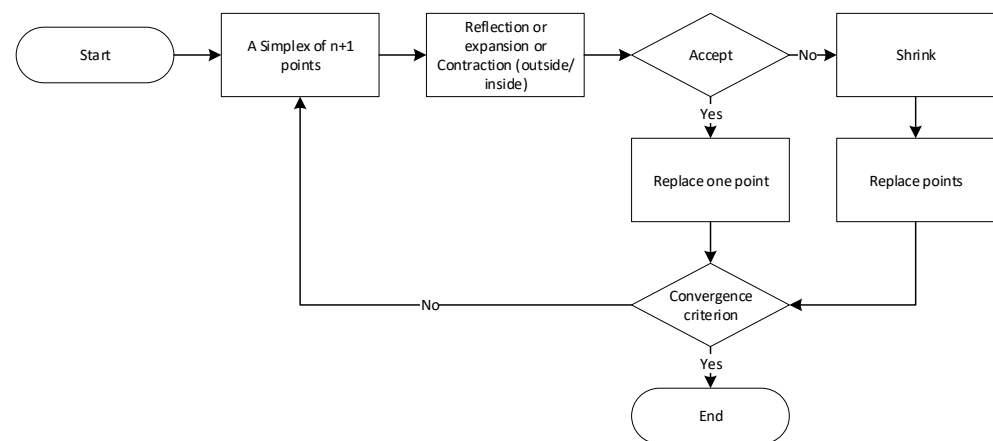 Start
A Simplex of n+1
points
Reflection or
expansion or
Contraction (outside/
inside)
Accept
No
Shrink
Yes
Replace one point
Replace points
Convergence
criterion
No
Yes
End